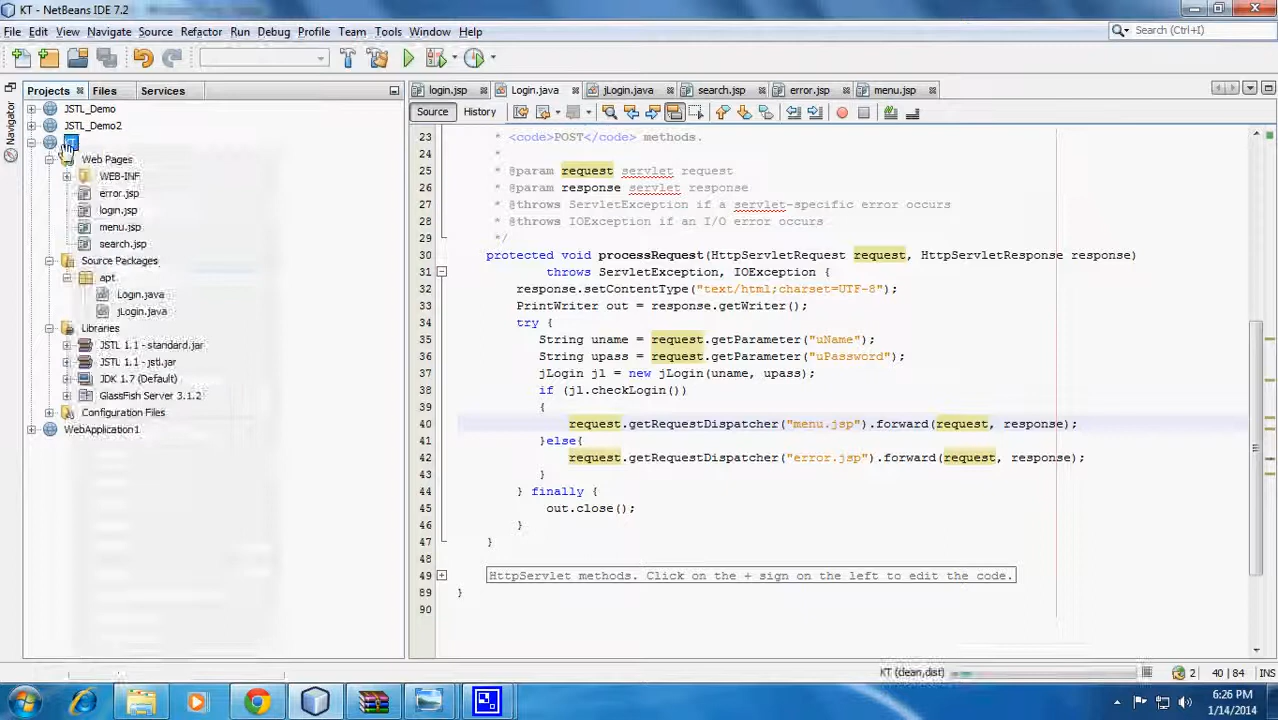 KT - NetBeans IDE 7.2
File Edit View Navigate Source Refactor Run Debug Profile Team Tools Window Help
Search (Ctrl+I)
Projects Files Services
login.jsp Login.java jLogin.java search.jsp error.jsp menu.jsp
Navigator
Source History
JSTL_Demo
JSTL_Demo2
Web Pages
WEB-INF
error.jsp
login.jsp
menu.jsp
search.jsp
Source Packages
apt
Login.java
jLogin.java
Libraries
JSTL 1.1 - standard.jar
JSTL 1.1 - jstl.jar
JDK 1.7 (Default)
GlassFish Server 3.1.2
Configuration Files
WebApplication1
23 * <code>POST</code> methods.
24 *
25 * @param request servlet request
26 * @param response servlet response
27 * @throws ServletException if a servlet-specific error occurs
28 * @throws IOException if an I/O error occurs
29 */
30 protected void processRequest(HttpServletRequest request, HttpServletResponse response)
31 throws ServletException, IOException {
32 response.setContentType("text/html;charset=UTF-8");
33 PrintWriter out = response.getWriter();
34 try {
35 String uname = request.getParameter("uName");
36 String upass = request.getParameter("uPassword");
37 jLogin jl = new jLogin(uname, upass);
38 if (jl.checkLogin())
39 {
40 request.getRequestDispatcher("menu.jsp").forward(request, response);
41 }else{
42 request.getRequestDispatcher("error.jsp").forward(request, response);
43 }
44 } finally {
45 out.close();
46 }
47 }
48
49 HttpServlet methods. Click on the + sign on the left to edit the code.
89 }
90
KT (clean,dist) 2 40 | 84 INS
6:26 PM
1/14/2014